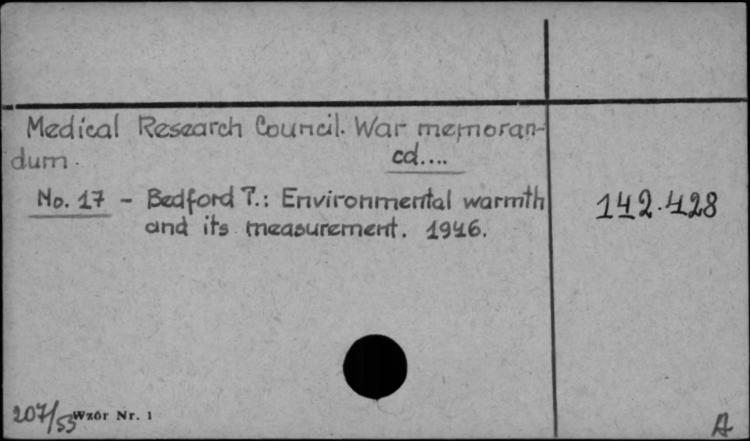 Medical Research Council. War memoran-
dum. cd....
No. 17 - Bedford T.: Environmental warmth 142.428
and its measurement. 1946.
207/53 Wzór Nr. 1 A